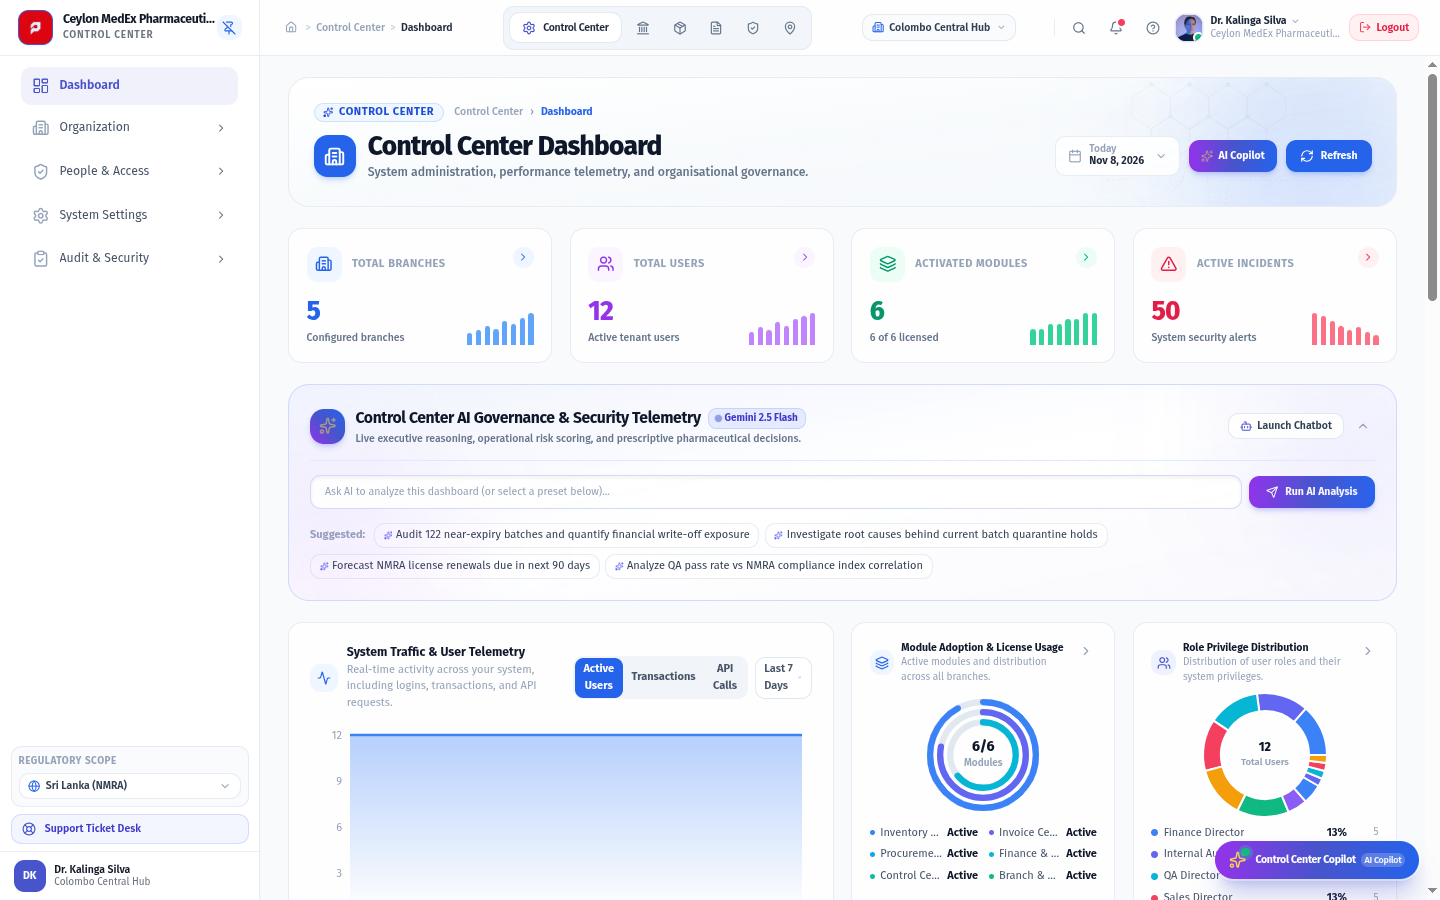 Ceylon MedEx Pharmaceuti...
CONTROL CENTER
Control Center > Dashboard
Control Center
Colombo Central Hub
Dr. Kalinga Silva
Ceylon MedEx Pharmaceuti...
Logout
Dashboard
Organization
People & Access
System Settings
Audit & Security
REGULATORY SCOPE
Sri Lanka (NMRA)
Support Ticket Desk
DK
Dr. Kalinga Silva
Colombo Central Hub
CONTROL CENTER
Control Center › Dashboard
Control Center Dashboard
System administration, performance telemetry, and organisational governance.
Today
Nov 8, 2026
AI Copilot
Refresh
TOTAL BRANCHES
5
Configured branches
TOTAL USERS
12
Active tenant users
ACTIVATED MODULES
6
6 of 6 licensed
ACTIVE INCIDENTS
50
System security alerts
Control Center AI Governance & Security Telemetry
Gemini 2.5 Flash
Live executive reasoning, operational risk scoring, and prescriptive pharmaceutical decisions.
Launch Chatbot
Ask AI to analyze this dashboard (or select a preset below)...
Run AI Analysis
Suggested:
Audit 122 near-expiry batches and quantify financial write-off exposure
Investigate root causes behind current batch quarantine holds
Forecast NMRA license renewals due in next 90 days
Analyze QA pass rate vs NMRA compliance index correlation
System Traffic & User Telemetry
Real-time activity across your system,
including logins, transactions, and API
requests.
Active
Users
Transactions
API
Calls
Last 7
Days
12
9
6
3
Module Adoption & License Usage
Active modules and distribution
across all branches.
6/6
Modules
Inventory ... Active
Invoice Ce... Active
Procureme... Active
Finance & ... Active
Control Ce... Active
Branch & ... Active
Role Privilege Distribution
Distribution of user roles and their
system privileges.
12
Total Users
Finance Director 13% 5
Internal Au
QA Director
Sales Director 13% 5
Control Center Copilot
AI Copilot